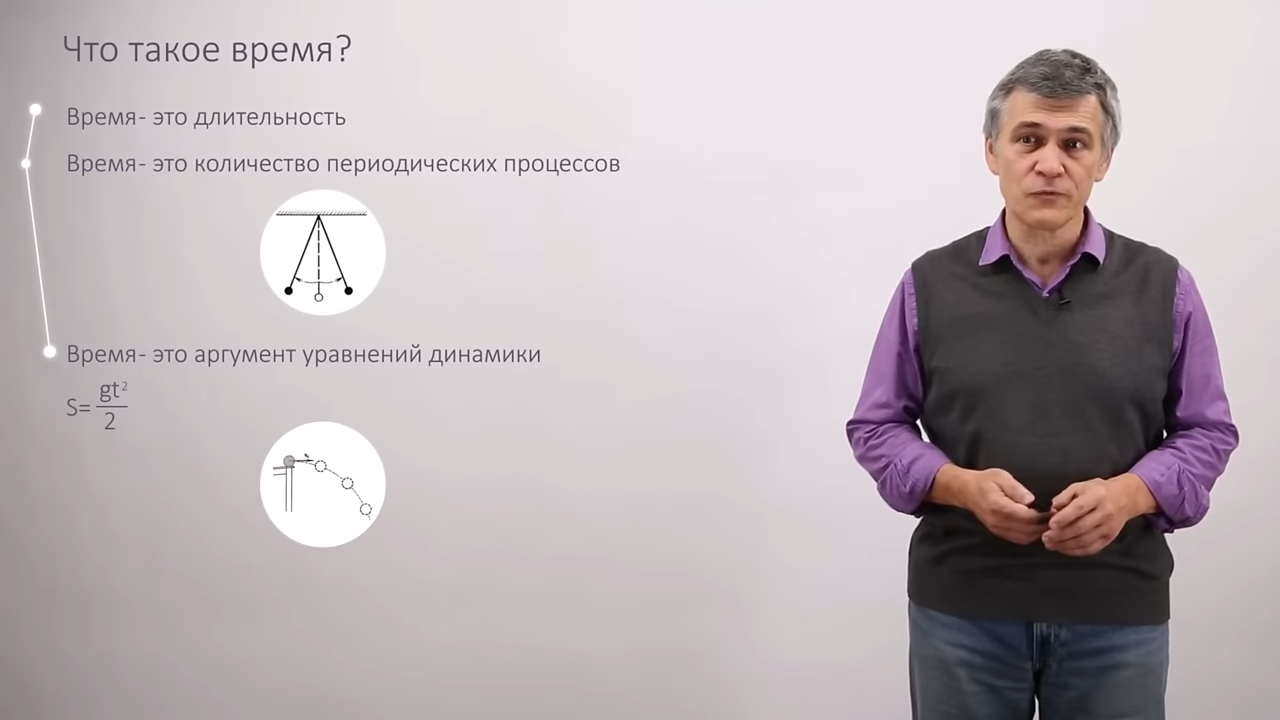 Что такое время?
Время- это длительность
Время- это количество периодических процессов
Время- это аргумент уравнений динамики
S= gt²
2